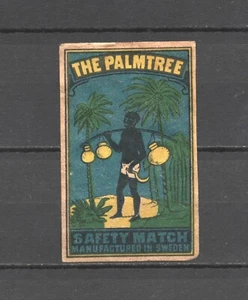 THE PALMTREE
SAFETY MATCH
MANUFACTURED IN SWEDEN